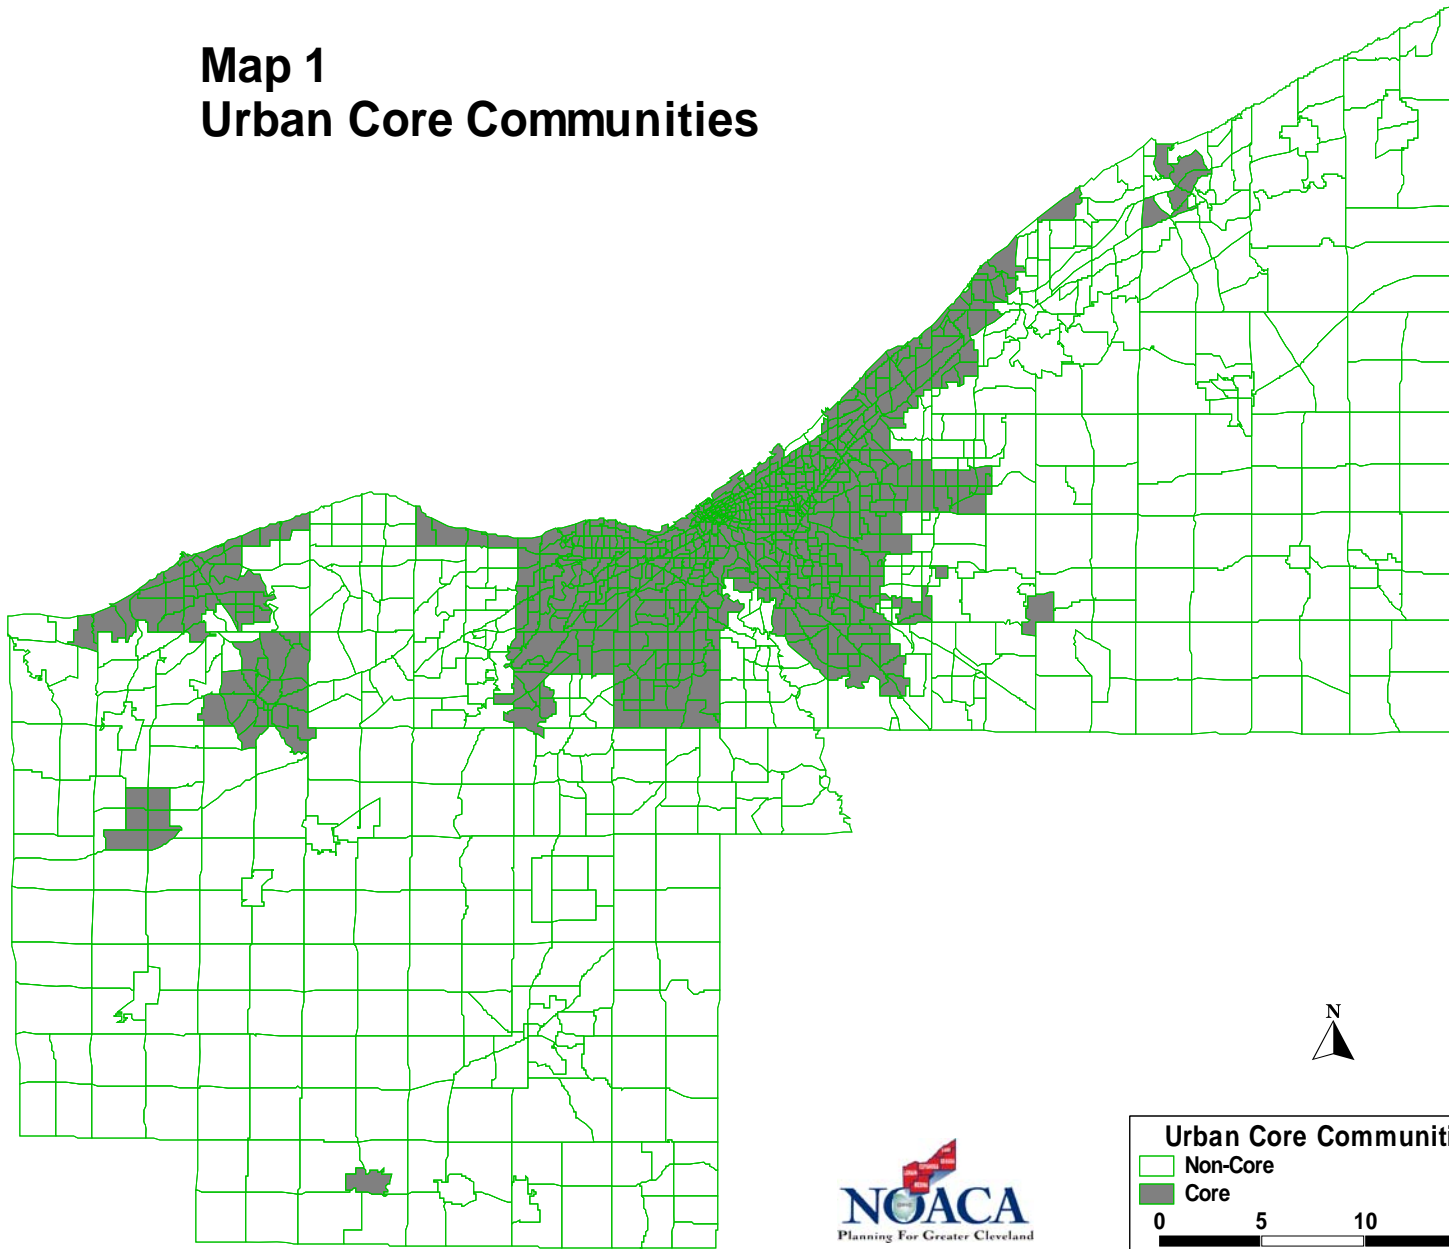 Map 1
Urban Core Communities
N
Urban Core Communiti
Non-Core
Core
0 5 10
NOACA
Planning For Greater Cleveland